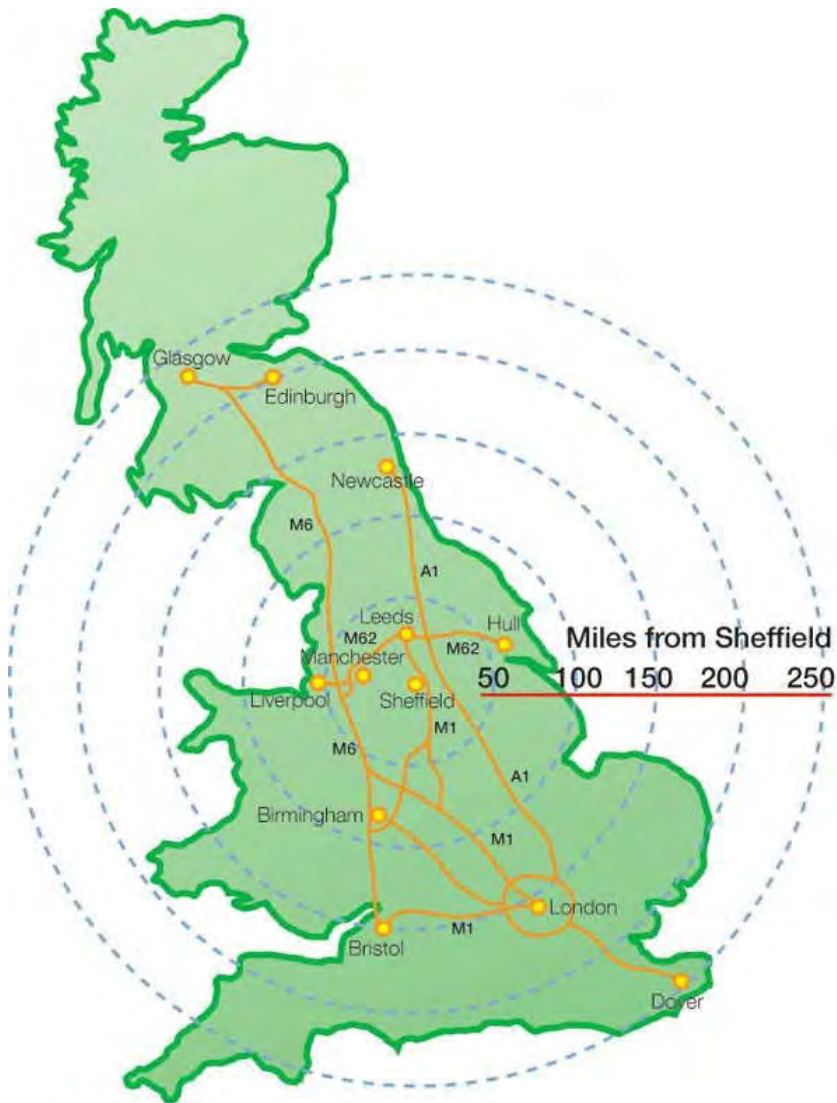 Glasgow
Edinburgh
Newcastle
M6
A1
Leeds
Hull
M62
M62
Miles from Sheffield
Manchester
50 100 150 200 250
Liverpool
Sheffield
M1
M6
A1
Birmingham
M1
London
M1
Bristol
Dover